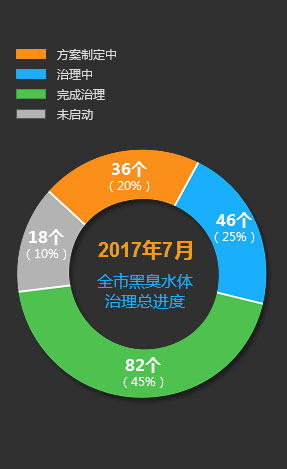 方案制定中
治理中
完成治理
未启动
36个
（20%）
46个
（25%）
18个
（10%）
2017年7月
全市黑臭水体
治理总进度
82个
（45%）